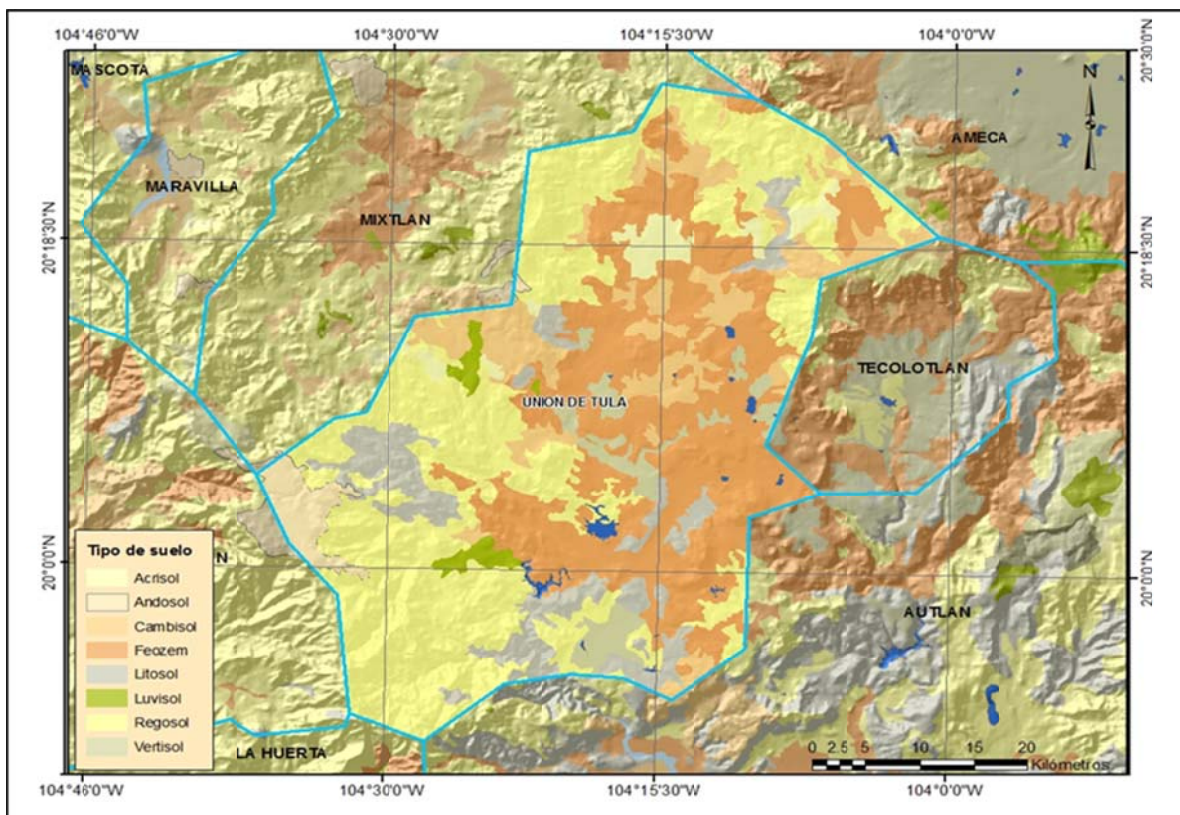 104°46'0"W 104°30'0"W 104°15'30"W 104°0'0"W
20°30'0"N
MASCOTA
N
AMECA
MARAVILLA
MIXTLAN
20°18'30"N
20°18'30"N
TECOLOTLAN
UNION DE TULA
Tipo de suelo
N
Acrisol
Andosol
Cambisol
Feozem
Litosol
Luvisol
Regosol
Vertisol
20°0'0"N
20°0'0"N
AUTLAN
LA HUERTA
0 2.5 5 10 15 20
Kilómetros
104°46'0"W 104°30'0"W 104°15'30"W 104°0'0"W